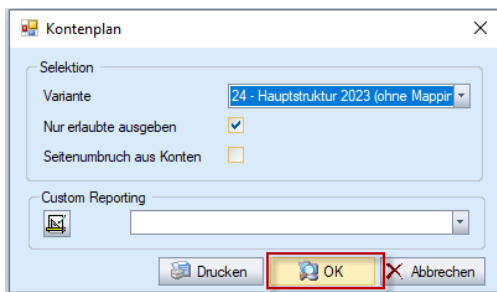 Kontenplan
Selektion
Variante
24 - Hauptstruktur 2023 (ohne Mappin
Nur erlaubte ausgeben
Seitenumbruch aus Konten
Custom Reporting
Drucken
OK
Abbrechen